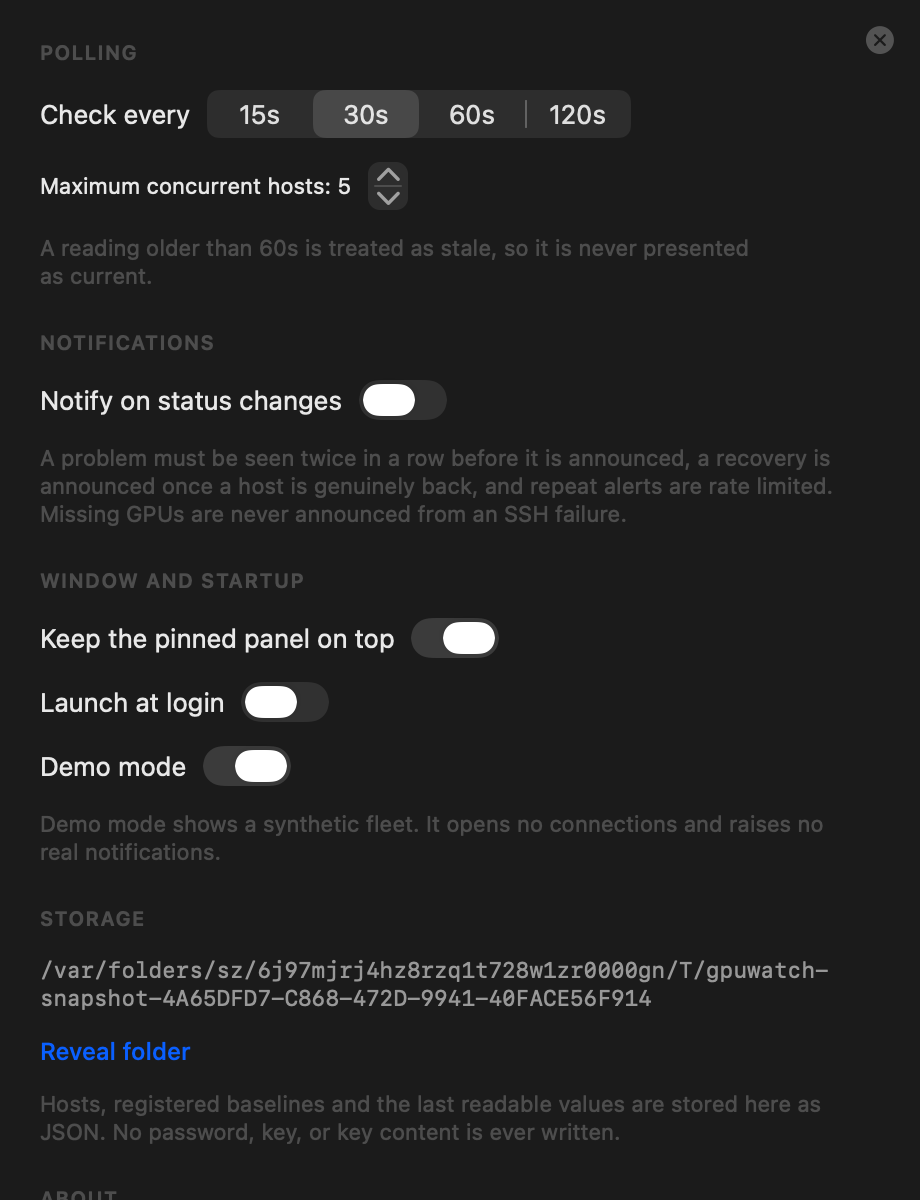 POLLING
Check every 15s 30s 60s 120s
Maximum concurrent hosts: 5
A reading older than 60s is treated as stale, so it is never presented
as current.
NOTIFICATIONS
Notify on status changes
A problem must be seen twice in a row before it is announced, a recovery is
announced once a host is genuinely back, and repeat alerts are rate limited.
Missing GPUs are never announced from an SSH failure.
WINDOW AND STARTUP
Keep the pinned panel on top
Launch at login
Demo mode
Demo mode shows a synthetic fleet. It opens no connections and raises no
real notifications.
STORAGE
/var/folders/sz/6j97mjrj4hz8rzq1t728w1zr0000gn/T/gpuwatch-
snapshot-4A65DFD7-C868-472D-9941-40FACE56F914
Reveal folder
Hosts, registered baselines and the last readable values are stored here as
JSON. No password, key, or key content is ever written.
ABOUT